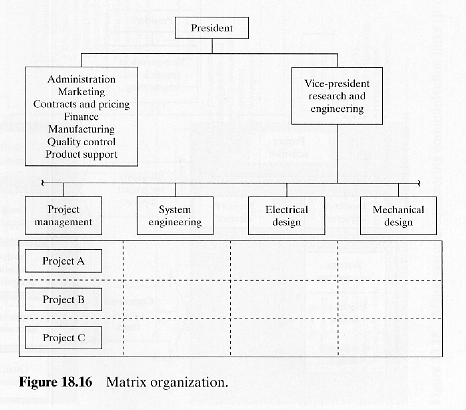 President
Administration
Marketing
Contracts and pricing
Finance
Manufacturing
Quality control
Product support
Vice-president
research and
engineering
Project
management
System
engineering
Electrical
design
Mechanical
design
Project A
Project B
Project C
Figure 18.16 Matrix organization.